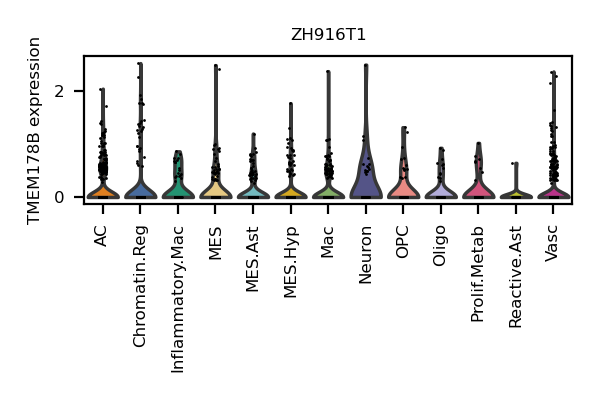 ZH916T1
TMEM178B expression
2
0
AC
Chromatin.Reg
Inflammatory.Mac
MES
MES.Ast
MES.Hyp
Mac
Neuron
OPC
Oligo
Prolif.Metab
Reactive.Ast
Vasc